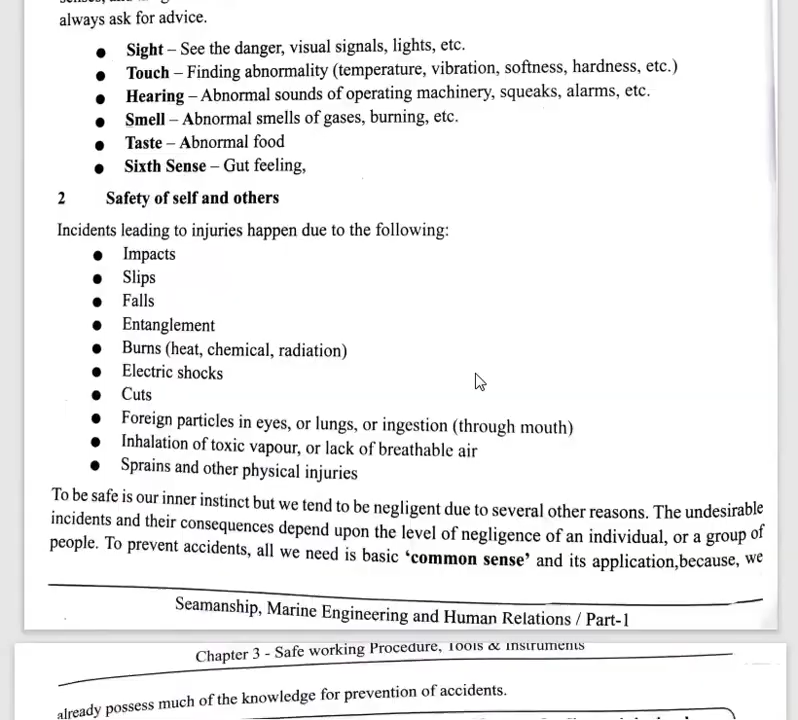 always ask for advice.
● Sight – See the danger, visual signals, lights, etc.
● Touch – Finding abnormality (temperature, vibration, softness, hardness, etc.)
● Hearing – Abnormal sounds of operating machinery, squeaks, alarms, etc.
● Smell – Abnormal smells of gases, burning, etc.
● Taste – Abnormal food
● Sixth Sense – Gut feeling,
2 Safety of self and others
Incidents leading to injuries happen due to the following:
● Impacts
● Slips
● Falls
● Entanglement
● Burns (heat, chemical, radiation)
● Electric shocks
● Cuts
● Foreign particles in eyes, or lungs, or ingestion (through mouth)
● Inhalation of toxic vapour, or lack of breathable air
● Sprains and other physical injuries
To be safe is our inner instinct but we tend to be negligent due to several other reasons. The undesirable
incidents and their consequences depend upon the level of negligence of an individual, or a group of
people. To prevent accidents, all we need is basic ‘common sense’ and its application,because, we
Seamanship, Marine Engineering and Human Relations / Part-1
Chapter 3 - Safe working Procedure, Tools & Instruments
already possess much of the knowledge for prevention of accidents.